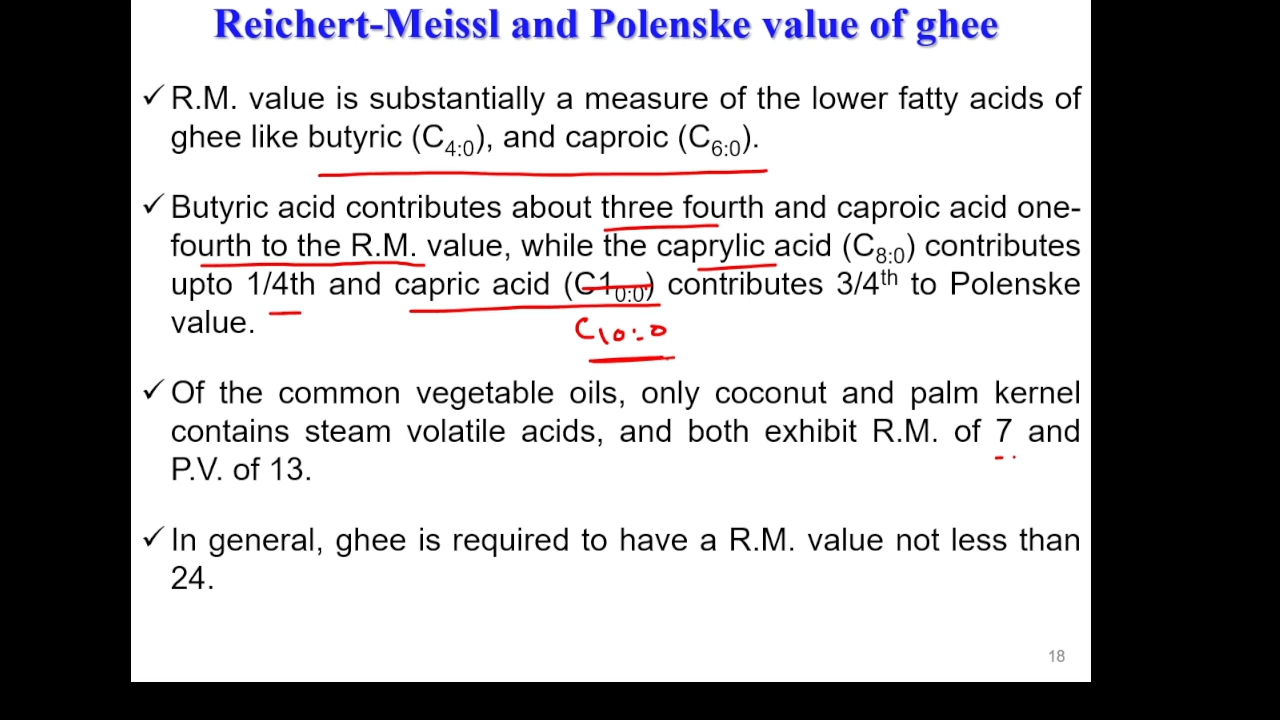 Reichert-Meissl and Polenske value of ghee
✓ R.M. value is substantially a measure of the lower fatty acids of
ghee like butyric (C4:0), and caproic (C6:0).
✓ Butyric acid contributes about three fourth and caproic acid one-
fourth to the R.M. value, while the caprylic acid (C8:0) contributes
upto 1/4th and capric acid (C10:0) contributes 3/4th to Polenske
value.
C10:0
✓ Of the common vegetable oils, only coconut and palm kernel
contains steam volatile acids, and both exhibit R.M. of 7 and
P.V. of 13.
✓ In general, ghee is required to have a R.M. value not less than
24.
18